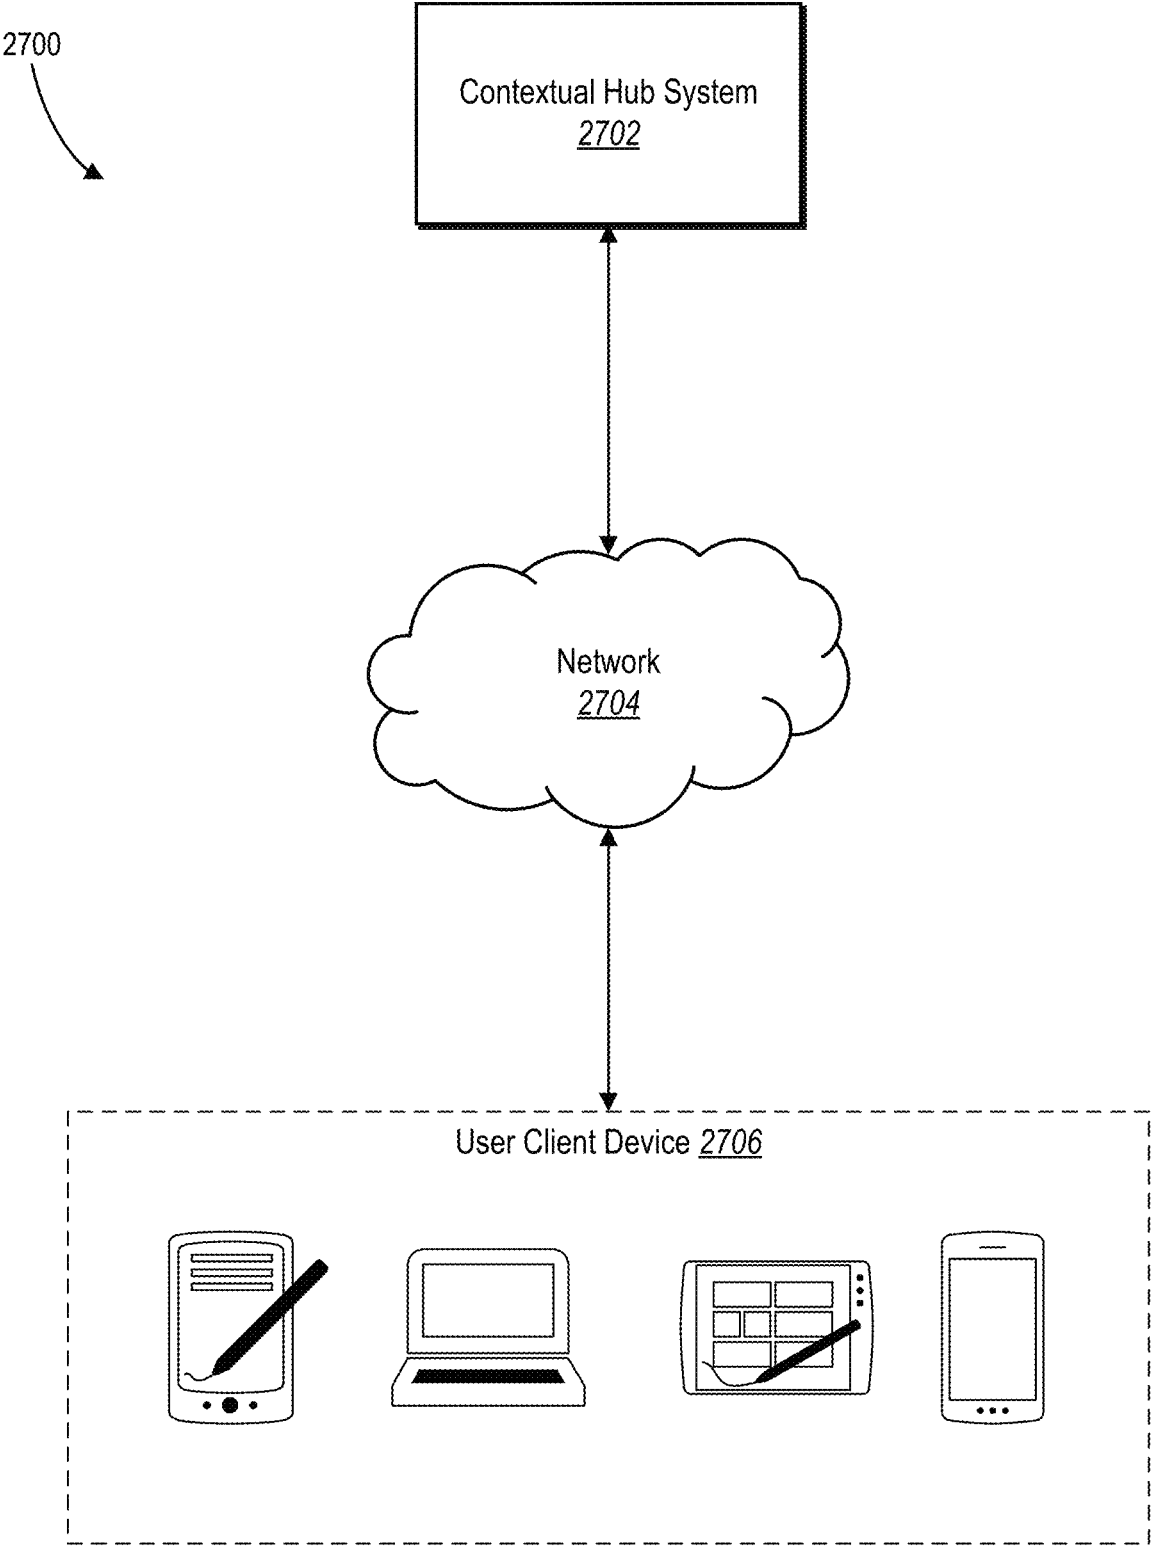 2700
Contextual Hub System
2702
Network
2704
User Client Device 2706